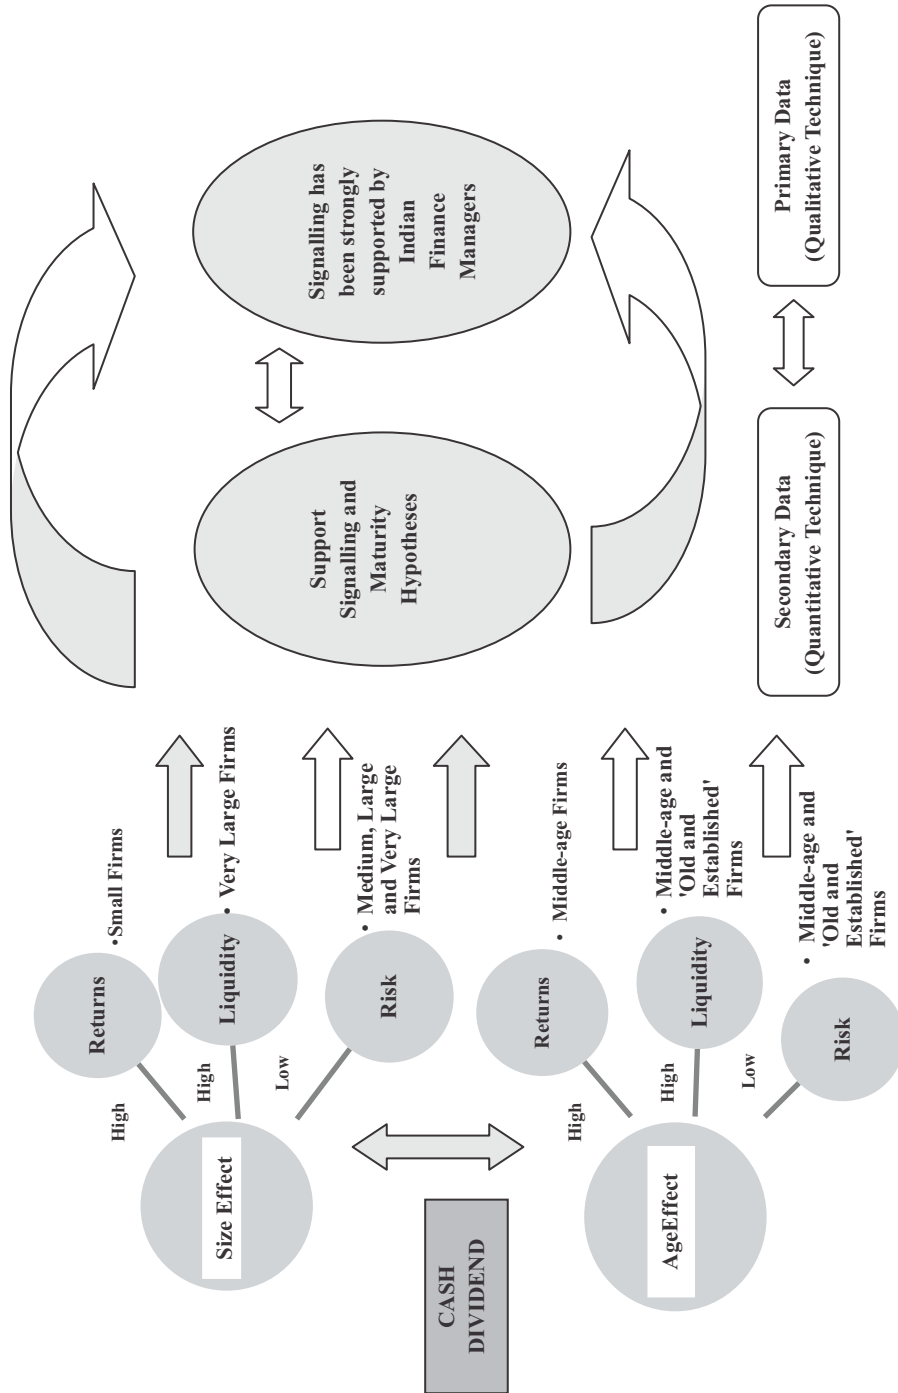 CASH
DIVIDEND
Size Effect
High
High
Low
Returns
Liquidity
Risk
•Small Firms
• Very Large Firms
• Medium, Large
and Very Large
Firms
AgeEffect
High
High
Low
Returns
Liquidity
Risk
• Middle-age Firms
• Middle-age and
'Old and
Established'
Firms
• Middle-age and
'Old and
Established'
Firms
Support
Signalling and
Maturity
Hypotheses
Signalling has
been strongly
supported by
Indian
Finance
Managers
Secondary Data
(Quantitative Technique)
Primary Data
(Qualitative Technique)